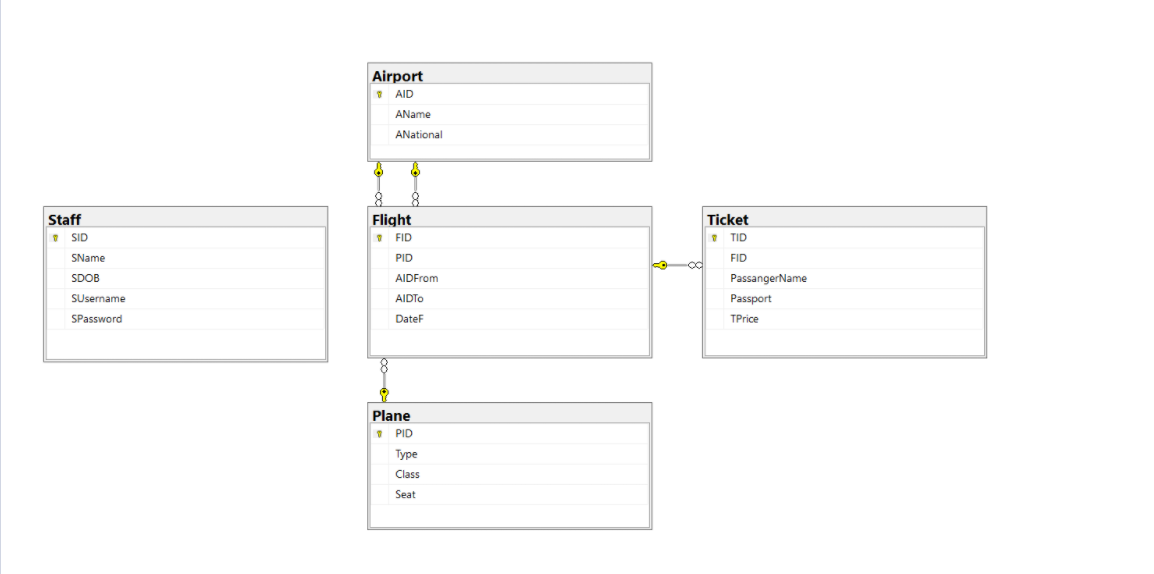 Airport
AID
AName
ANational
Staff
SID
SName
SDOB
SUsername
SPassword
Flight
FID
PID
AIDFrom
AIDTo
DateF
Ticket
TID
FID
PassangerName
Passport
TPrice
Plane
PID
Type
Class
Seat